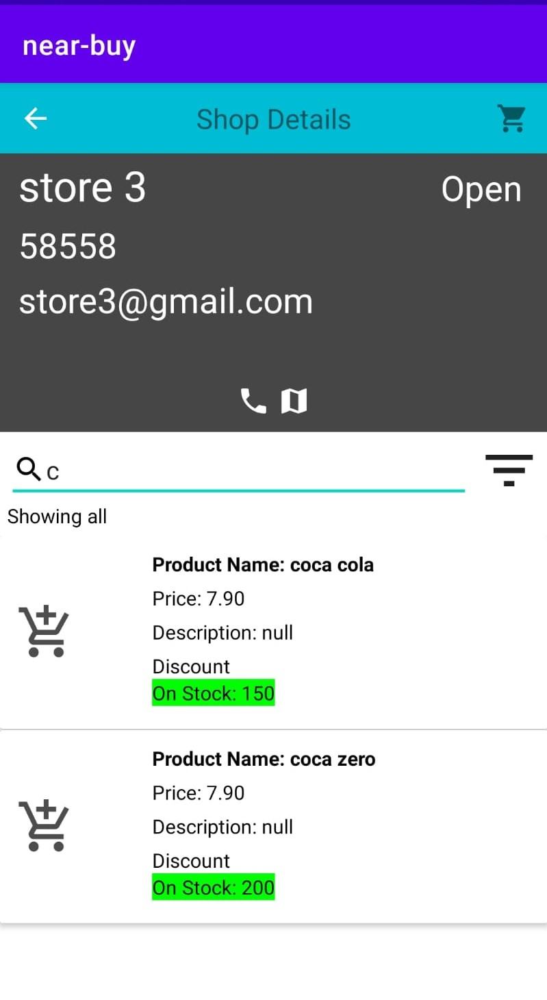 near-buy
Shop Details
store 3 Open
58558
store3@gmail.com
c
Showing all
Product Name: coca cola
Price: 7.90
Description: null
Discount
On Stock: 150
Product Name: coca zero
Price: 7.90
Description: null
Discount
On Stock: 200